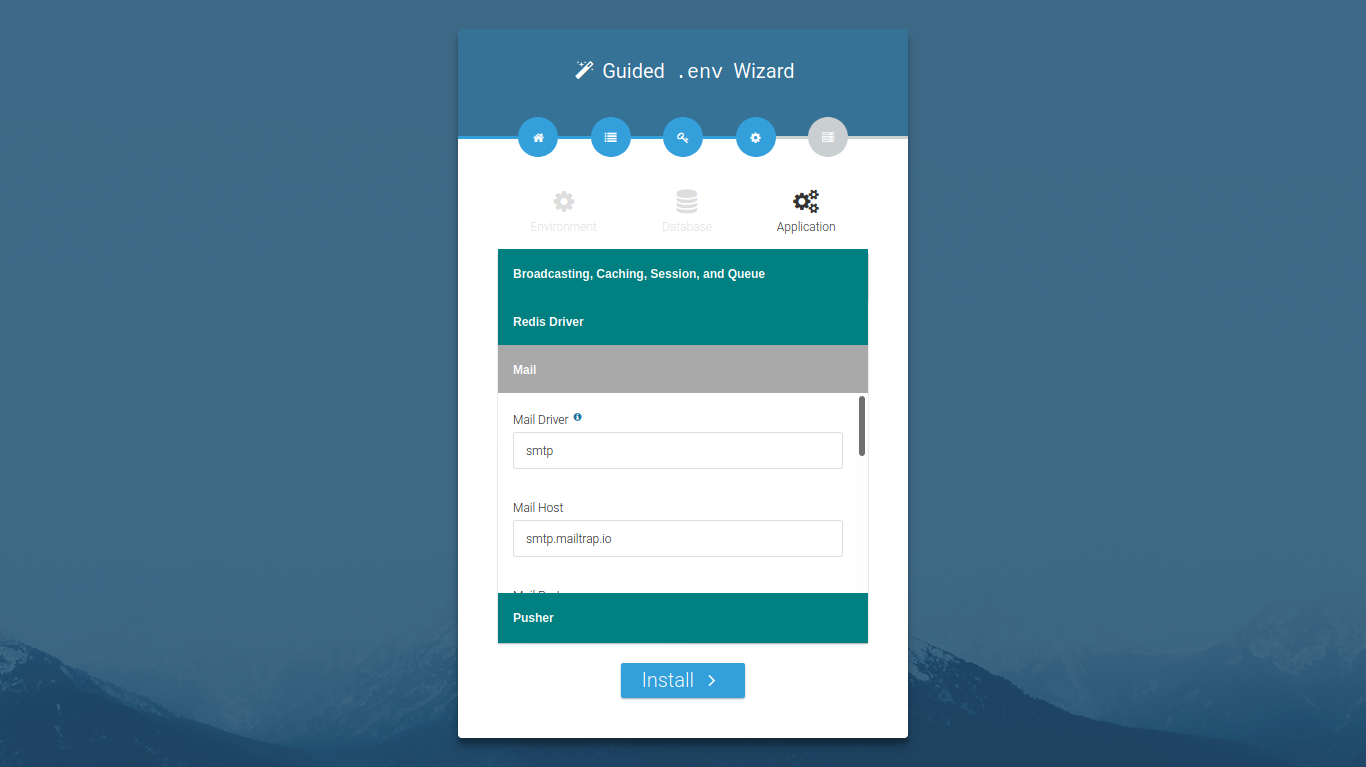 Guided .env Wizard
Environment
Database
Application
Broadcasting, Caching, Session, and Queue
Redis Driver
Mail
Mail Driver
smtp
Mail Host
smtp.mailtrap.io
Pusher
Install